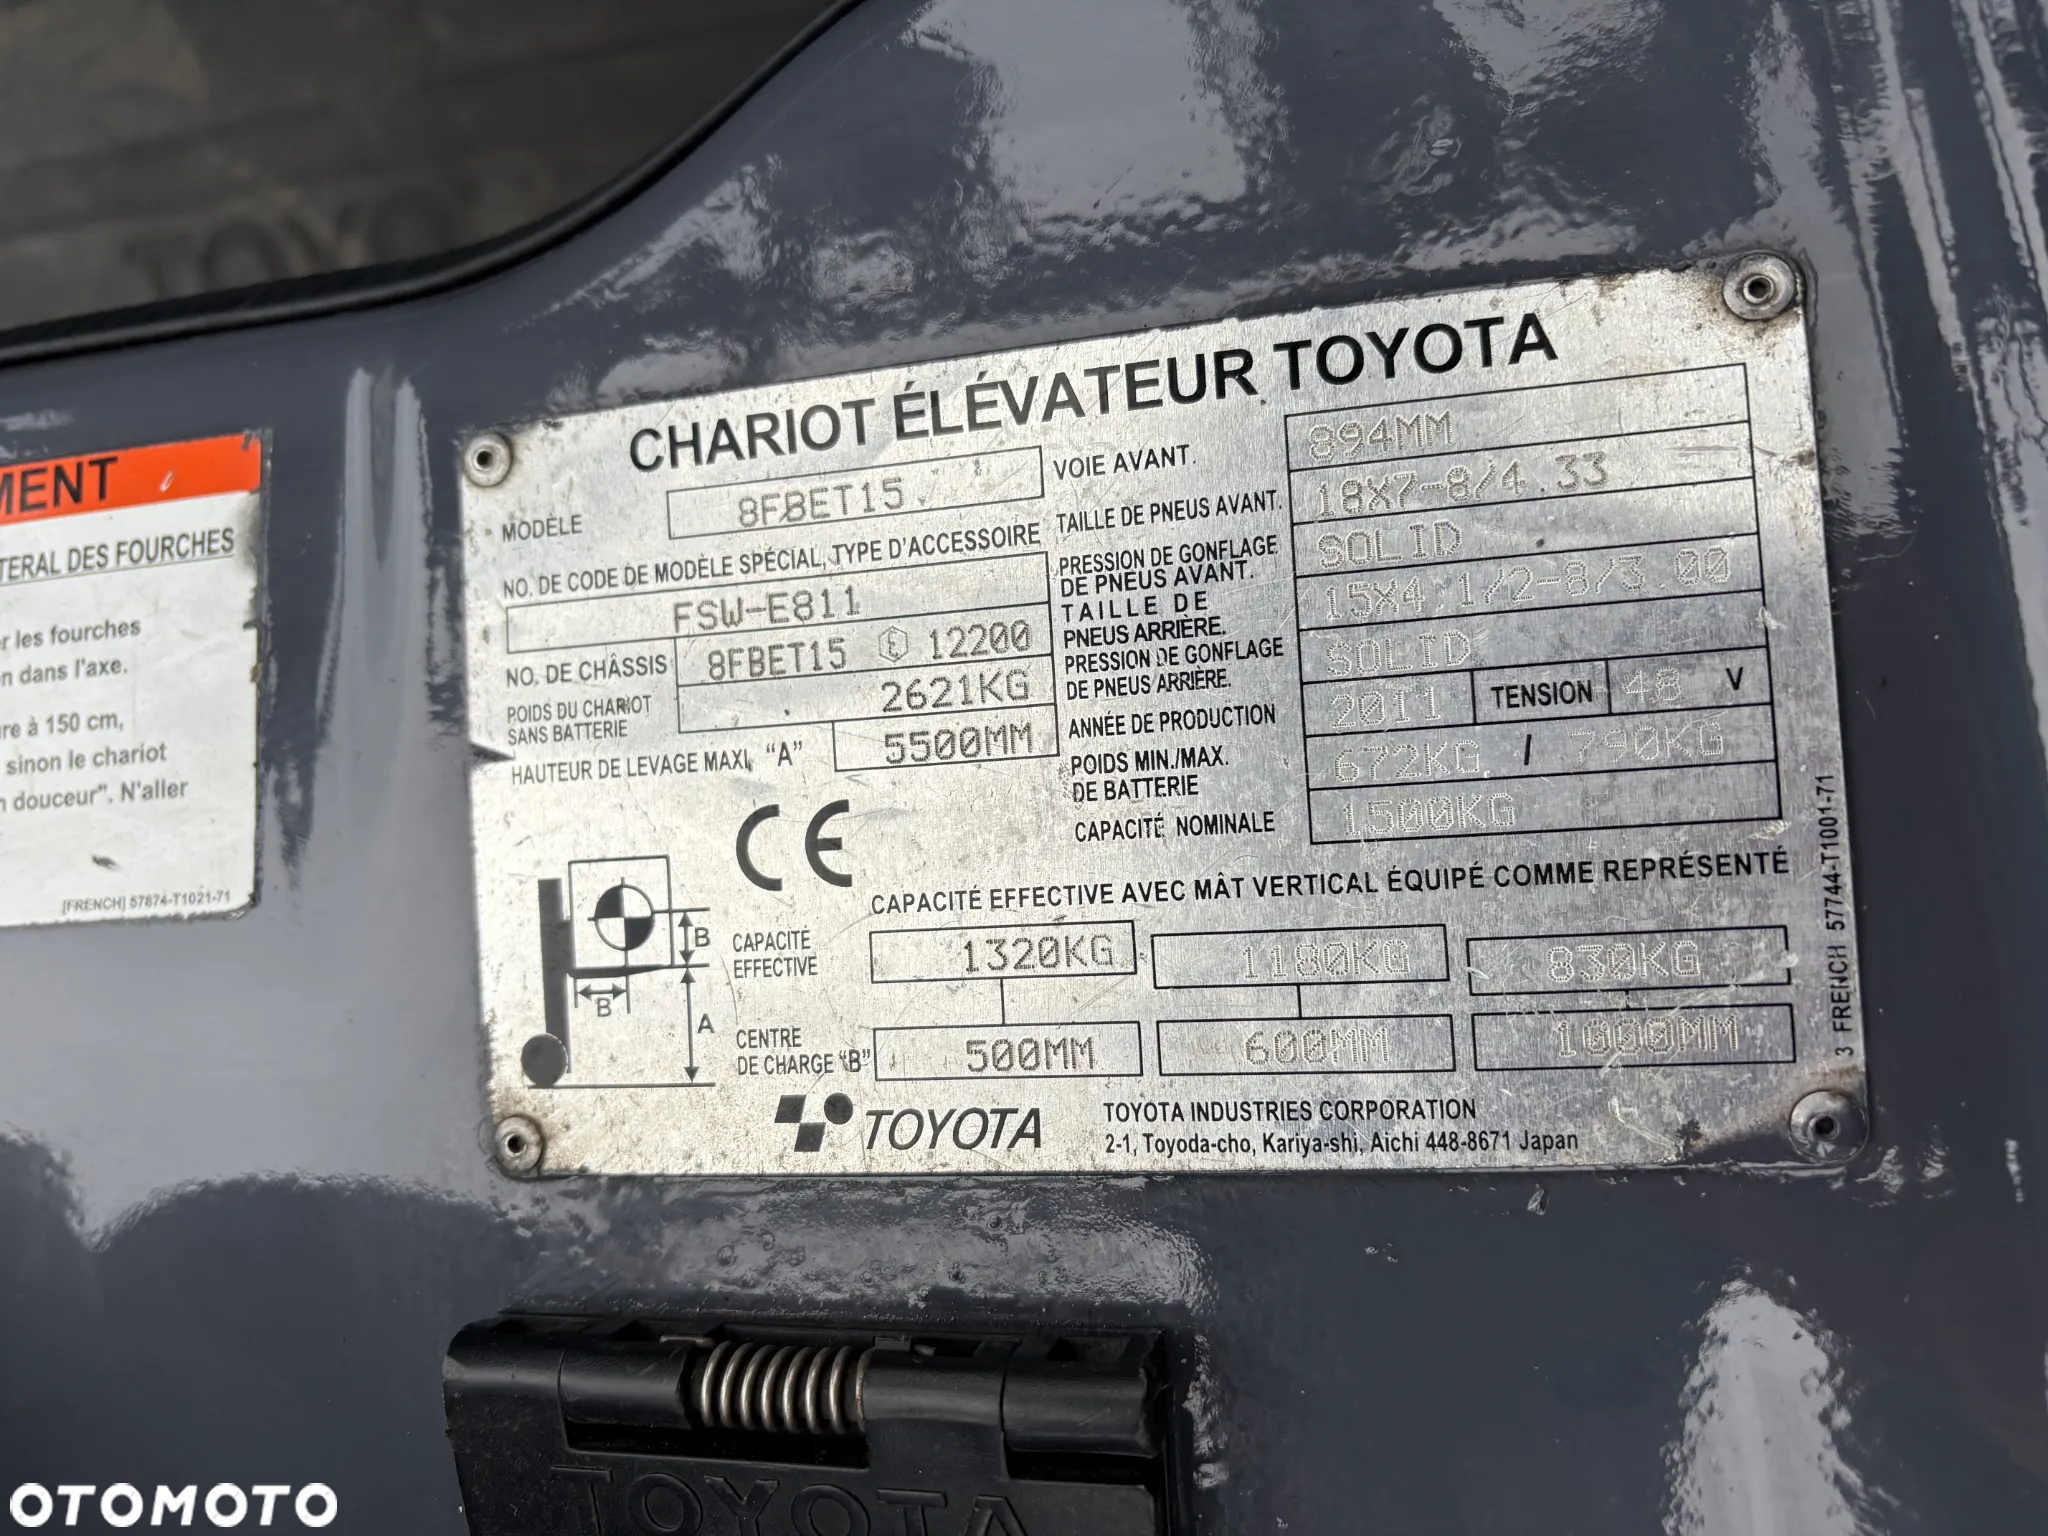 CHARIOT ÉLÉVATEUR TOYOTA
MODÈLE 8FBET15
NO. DE CODE DE MODÈLE SPÉCIAL, TYPE D'ACCESSOIRE
FSW-E811
NO. DE CHÂSSIS 8FBET15 E 12200
POIDS DU CHARIOT
SANS BATTERIE 2621KG
HAUTEUR DE LEVAGE MAXI. "A" 5500MM
VOIE AVANT. 894MM
TAILLE DE PNEUS AVANT. 18X7-8/4.33
PRESSION DE GONFLAGE
DE PNEUS AVANT. SOLID
TAILLE DE
PNEUS ARRIÈRE. 15X4.1/2-8/3.00
PRESSION DE GONFLAGE
DE PNEUS ARRIÈRE. SOLID
ANNÉE DE PRODUCTION 2011 TENSION 48 V
POIDS MIN./MAX.
DE BATTERIE 672KG / 790KG
CAPACITÉ NOMINALE 1500KG
CE
CAPACITÉ EFFECTIVE AVEC MÂT VERTICAL ÉQUIPÉ COMME REPRÉSENTÉ
CAPACITÉ
EFFECTIVE 1320KG 1180KG 830KG
CENTRE
DE CHARGE "B" 500MM 600MM 1000MM
B
B
A
TOYOTA
TOYOTA INDUSTRIES CORPORATION
2-1, Toyoda-cho, Kariya-shi, Aichi 448-8671 Japan
3 FRENCH 57744-T1001-71
MENT
TERAL DES FOURCHES
er les fourches
n dans l'axe.
re à 150 cm,
sinon le chariot
n douceur". N'aller
[FRENCH] 57874-T1021-71
TOYOTA
OTOMOTO